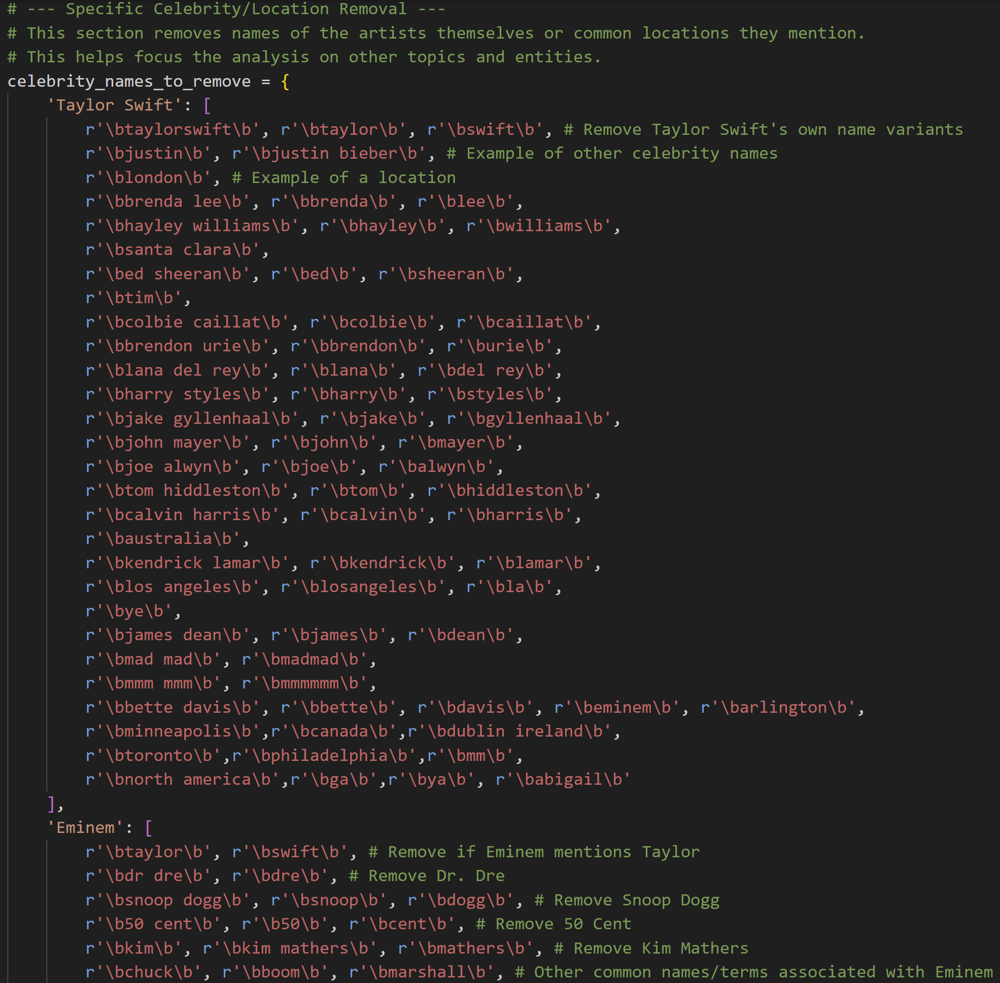 # --- Specific Celebrity/Location Removal ---
# This section removes names of the artists themselves or common locations they mention.
# This helps focus the analysis on other topics and entities.
celebrity_names_to_remove = {
    'Taylor Swift': [
        r'\btaylorswift\b', r'\btaylor\b', r'\bswift\b', # Remove Taylor Swift's own name variants
        r'\bjustin\b', r'\bjustin bieber\b', # Example of other celebrity names
        r'\blondon\b', # Example of a location
        r'\bbrenda lee\b', r'\bbrenda\b', r'\blee\b',
        r'\bhayley williams\b', r'\bhayley\b', r'\bwilliams\b',
        r'\bsanta clara\b',
        r'\bed sheeran\b', r'\bed\b', r'\bsheeran\b',
        r'\btim\b',
        r'\bcolbie caillat\b', r'\bcolbie\b', r'\bcaillat\b',
        r'\bbrendon urie\b', r'\bbrendon\b', r'\burie\b',
        r'\blana del rey\b', r'\blana\b', r'\bdel rey\b',
        r'\bharry styles\b', r'\bharry\b', r'\bstyles\b',
        r'\bjake gyllenhaal\b', r'\bjake\b', r'\bgyllenhaal\b',
        r'\bjohn mayer\b', r'\bjohn\b', r'\bmayer\b',
        r'\bjoe alwyn\b', r'\bjoe\b', r'\balwyn\b',
        r'\btom hiddleston\b', r'\btom\b', r'\bhiddleston\b',
        r'\bcalvin harris\b', r'\bcalvin\b', r'\bharris\b',
        r'\baustralia\b',
        r'\bkendrick lamar\b', r'\bkendrick\b', r'\blamar\b',
        r'\blos angeles\b', r'\blosangeles\b', r'\bla\b',
        r'\bye\b',
        r'\bjames dean\b', r'\bjames\b', r'\bdean\b',
        r'\bmad mad\b', r'\bmadmad\b',
        r'\bmmm mmm\b', r'\bmmmmmm\b',
        r'\bbette davis\b', r'\bbette\b', r'\bdavis\b', r'\beminem\b', r'\barlington\b',
        r'\bminneapolis\b',r'\bcanada\b',r'\bdublin ireland\b',
        r'\btoronto\b',r'\bphiladelphia\b',r'\bmm\b',
        r'\bnorth america\b',r'\bga\b',r'\bya\b', r'\babigail\b'
    ],
    'Eminem': [
        r'\btaylor\b', r'\bswift\b', # Remove if Eminem mentions Taylor
        r'\bdr dre\b', r'\bdre\b', # Remove Dr. Dre
        r'\bsnoop dogg\b', r'\bsnoop\b', r'\bdogg\b', # Remove Snoop Dogg
        r'\b50 cent\b', r'\b50\b', r'\bcent\b', # Remove 50 Cent
        r'\bkim\b', r'\bkim mathers\b', r'\bmathers\b', # Remove Kim Mathers
        r'\bchuck\b', r'\bboom\b', r'\bmarshall\b', # Other common names/terms associated with Eminem